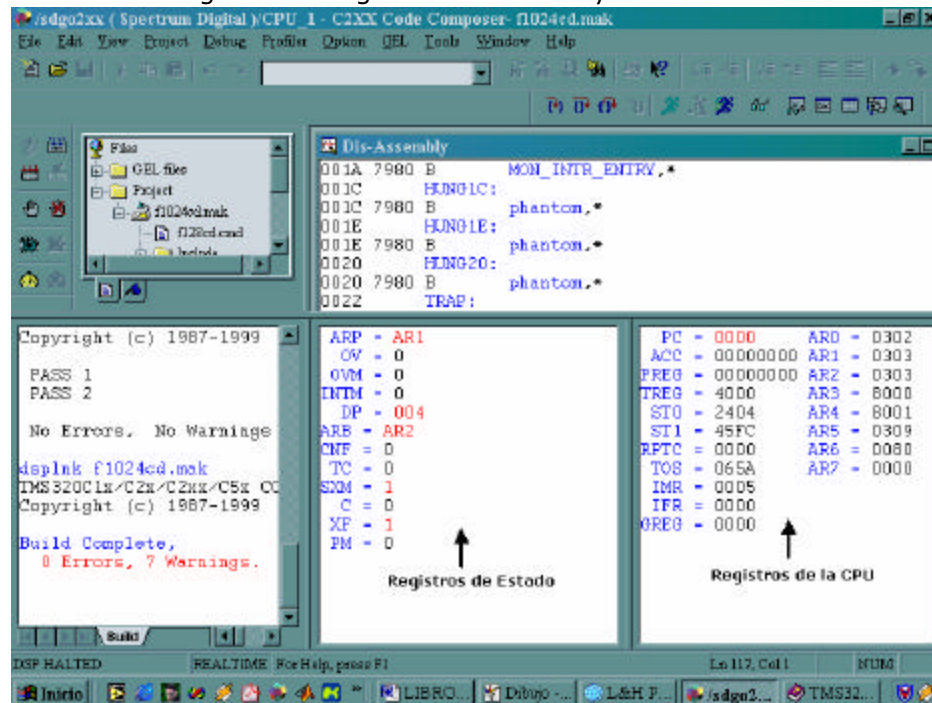 /sdgo2xx ( Spectrum Digital )/CPU_1 - C2XX Code Composer- f1024cd.mak
File Edit View Project Debug Profiler Option GEL Tools Window Help
Files
GEL files
Project
f1024cd.mak
f128cd.cmd
Include
Dis-Assembly
001A 7980 B MON_INTR_ENTRY,*
001C HUNG1C:
001C 7980 B phantom,*
001E HUNG1E:
001E 7980 B phantom,*
0020 HUNG20:
0020 7980 B phantom,*
0022 TRAP:
Copyright (c) 1987-1999
PASS 1
PASS 2
No Errors, No Warnings
dsplnk f1024cd.mak
TMS320C1x/C2x/C2xx/C5x CO
Copyright (c) 1987-1999
Build Complete,
0 Errors, 7 Warnings.
Build
ARP = AR1
OV = 0
OVM = 0
INTM = 0
DP = 004
ARB = AR2
CNF = 0
TC = 0
SXM = 1
C = 0
XF = 1
PM = 0
Registros de Estado
PC = 0000 AR0 = 0302
ACC = 00000000 AR1 = 0303
PREG = 00000000 AR2 = 0303
TREG = 4000 AR3 = 8000
ST0 = 2404 AR4 = 8001
ST1 = 45FC AR5 = 0309
RPTC = 0000 AR6 = 0080
TOS = 065A AR7 = 0000
IMR = 0005
IFR = 0000
GREG = 0000
Registros de la CPU
DSP HALTED REALTIME For Help, press F1 Ln 117, Col 1 NUM
Inicio LIBRO... Dibujo -... L&H P... /sdgo2... TMS32...